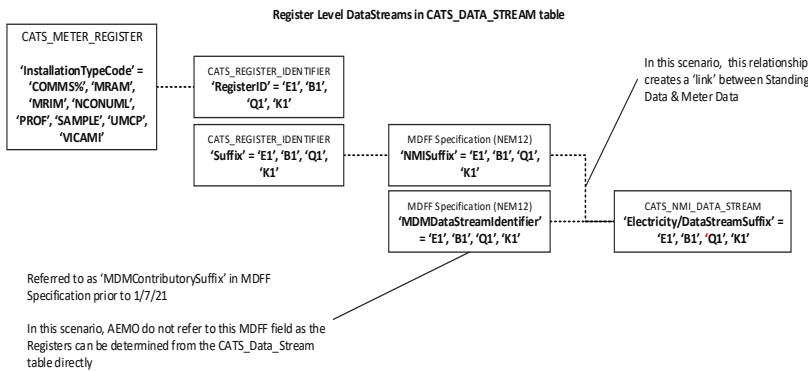 Register Level DataStreams in CATS_DATA_STREAM table
CATS_METER_REGISTER
‘InstallationTypeCode’ =
‘COMMS%’, ‘MRAM’,
‘MRIM’, ‘NCONUML’,
‘PROF’, ‘SAMPLE’, ‘UMCP’,
‘VICAMI’
CATS_REGISTER_IDENTIFIER
‘RegisterID’ = ‘E1’, ‘B1’,
‘Q1’, ‘K1’
In this scenario, this relationship
creates a ‘link’ between Standing
Data & Meter Data
CATS_REGISTER_IDENTIFIER
‘Suffix’ = ‘E1’, ‘B1’, ‘Q1’,
‘K1’
MDFF Specification (NEM12)
‘NMISuffix’ = ‘E1’, ‘B1’, ‘Q1’,
‘K1’
MDFF Specification (NEM12)
‘MDMDataStreamIdentifier’
= ‘E1’, ‘B1’, ‘Q1’, ‘K1’
CATS_NMI_DATA_STREAM
‘Electricity/DataStreamSuffix’ =
‘E1’, ‘B1’, ‘Q1’, ‘K1’
Referred to as ‘MDMContributorySuffix’ in MDFF
Specification prior to 1/7/21
In this scenario, AEMO do not refer to this MDFF field as the
Registers can be determined from the CATS_Data_Stream
table directly